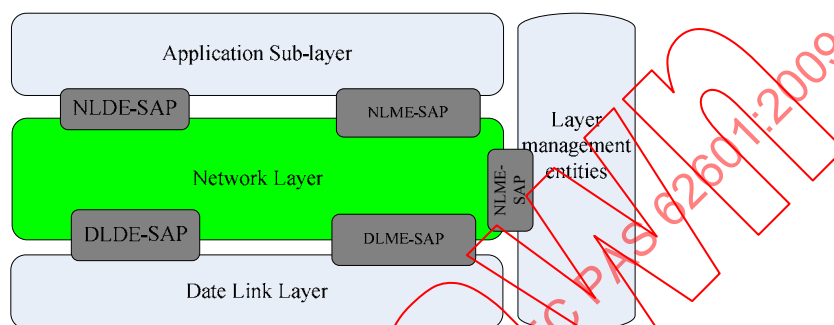 Application Sub-layer
NLDE-SAP
NLME-SAP
Layer
management
entities
Network Layer
NLME-
SAP
DLDE-SAP
DLME-SAP
Date Link Layer
C PAS 62601:2009